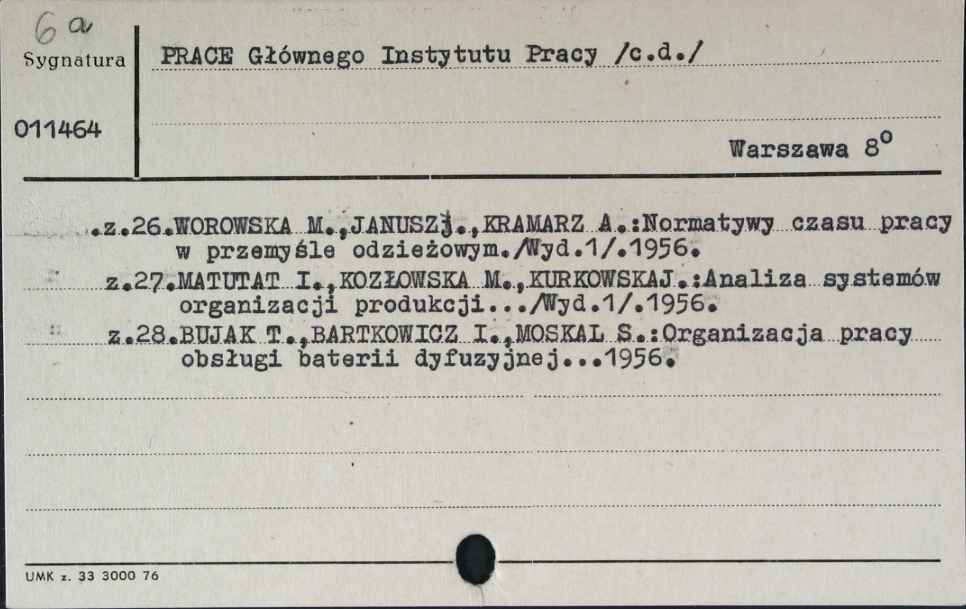 6a
Sygnatura
PRACE Głównego Instytutu Pracy /c.d./
011464
Warszawa 8º
.z.26.WOROWSKA M.,JANUSZJ.,KRAMARZ A.:Normatywy czasu pracy
w przemyśle odzieżowym./Wyd.1/.1956.
z.27.MATUTAT I.,KOZŁOWSKA M.,KURKOWSKAJ.:Analiza systemów
organizacji produkcji.../Wyd.1/.1956.
z.28.BUJAK T.,BARTKOWICZ I.,MOSKAL S.:Organizacja pracy
obsługi baterii dyfuzyjnej...1956.
UMK z. 33 3000 76